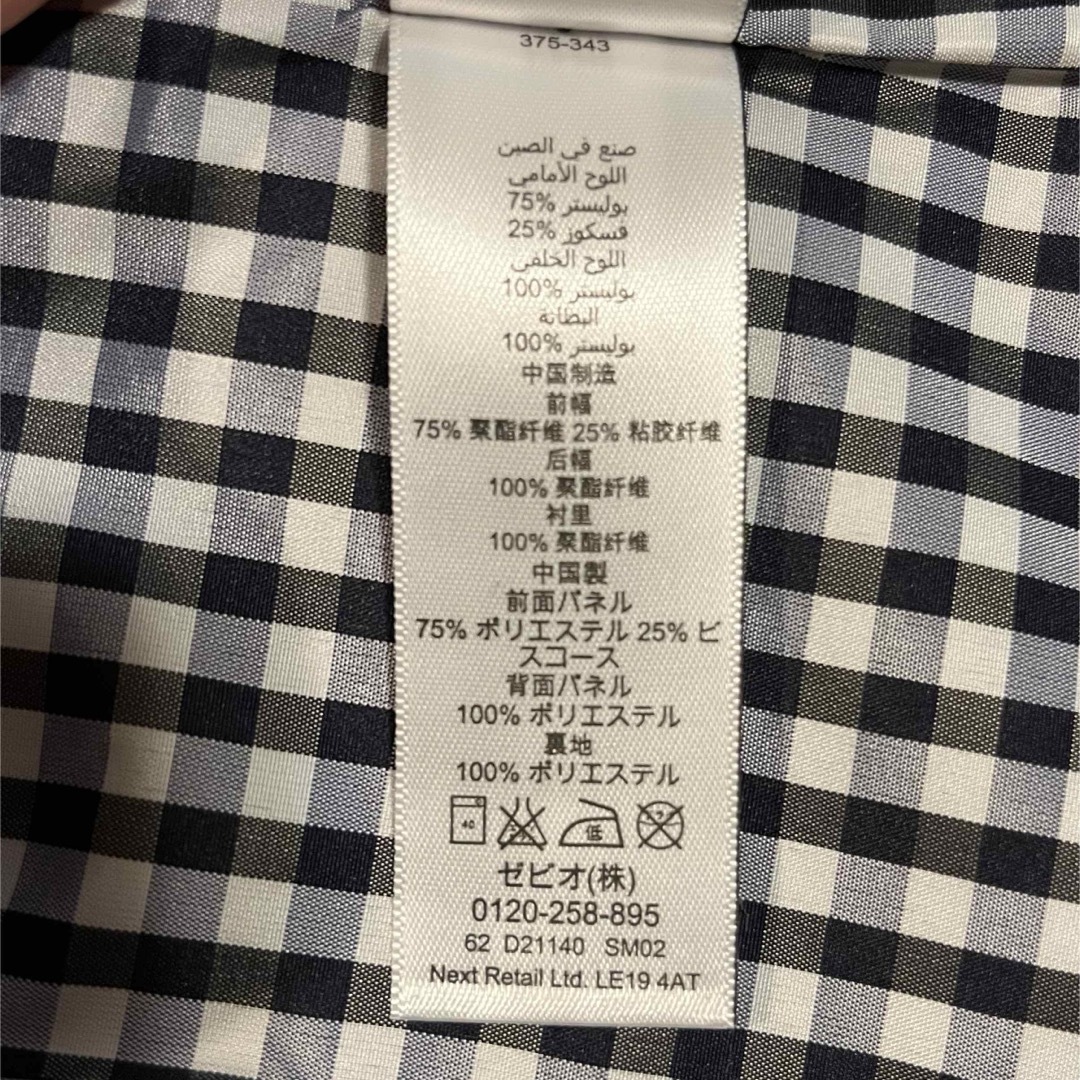 375-343
صنع في الصين
اللوح الأمامي
بوليستر %75
فسكوز %25
اللوح الخلفي
بوليستر %100
البطانة
بوليستر %100
中国制造
前幅
75% 聚酯纤维 25% 粘胶纤维
后幅
100% 聚酯纤维
衬里
100% 聚酯纤维
中国製
前面パネル
75% ポリエステル 25% ビ
スコース
背面パネル
100% ポリエステル
裏地
100% ポリエステル
40 低
ゼビオ(株)
0120-258-895
62 D21140 SM02
Next Retail Ltd. LE19 4AT